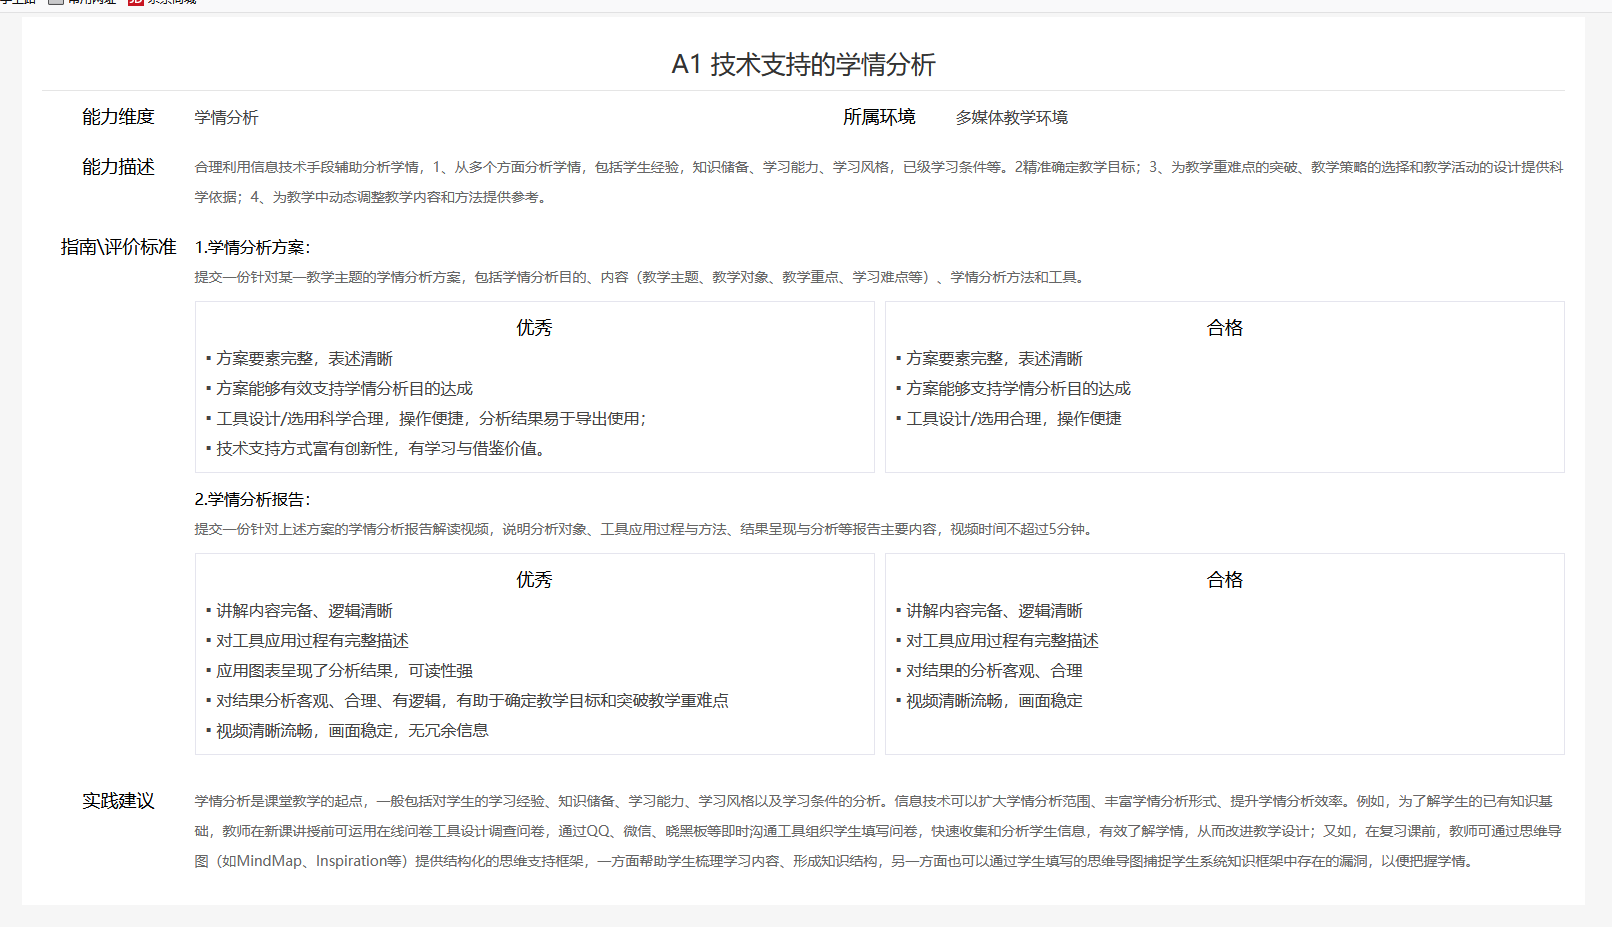 A1 技术支持的学情分析
能力维度 学情分析 所属环境 多媒体教学环境
能力描述 合理利用信息技术手段辅助分析学情，1、从多个方面分析学情，包括学生经验，知识储备、学习能力、学习风格，已级学习条件等。2精准确定教学目标；3、为教学重难点的突破、教学策略的选择和教学活动的设计提供科
学依据；4、为教学中动态调整教学内容和方法提供参考。
指南\评价标准 1.学情分析方案：
提交一份针对某一教学主题的学情分析方案，包括学情分析目的、内容（教学主题、教学对象、教学重点、学习难点等）、学情分析方法和工具。
优秀
▪ 方案要素完整，表述清晰
▪ 方案能够有效支持学情分析目的达成
▪ 工具设计/选用科学合理，操作便捷，分析结果易于导出使用；
▪ 技术支持方式富有创新性，有学习与借鉴价值。
合格
▪ 方案要素完整，表述清晰
▪ 方案能够支持学情分析目的达成
▪ 工具设计/选用合理，操作便捷
2.学情分析报告：
提交一份针对上述方案的学情分析报告解读视频，说明分析对象、工具应用过程与方法、结果呈现与分析等报告主要内容，视频时间不超过5分钟。
优秀
▪ 讲解内容完备、逻辑清晰
▪ 对工具应用过程有完整描述
▪ 应用图表呈现了分析结果，可读性强
▪ 对结果分析客观、合理、有逻辑，有助于确定教学目标和突破教学重难点
▪ 视频清晰流畅，画面稳定，无冗余信息
合格
▪ 讲解内容完备、逻辑清晰
▪ 对工具应用过程有完整描述
▪ 对结果的分析客观、合理
▪ 视频清晰流畅，画面稳定
实践建议 学情分析是课堂教学的起点，一般包括对学生的学习经验、知识储备、学习能力、学习风格以及学习条件的分析。信息技术可以扩大学情分析范围、丰富学情分析形式、提升学情分析效率。例如，为了解学生的已有知识基
础，教师在新课讲授前可运用在线问卷工具设计调查问卷，通过QQ、微信、晓黑板等即时沟通工具组织学生填写问卷，快速收集和分析学生信息，有效了解学情，从而改进教学设计；又如，在复习课前，教师可通过思维导
图（如MindMap、Inspiration等）提供结构化的思维支持框架，一方面帮助学生梳理学习内容、形成知识结构，另一方面也可以通过学生填写的思维导图捕捉学生系统知识框架中存在的漏洞，以便把握学情。